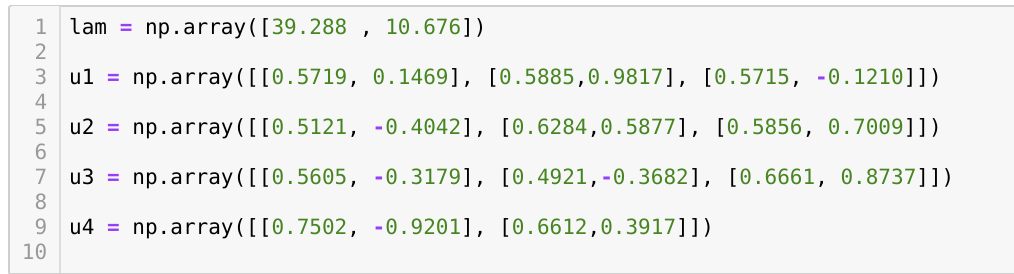 1 lam = np.array([39.288 , 10.676])
2
3 u1 = np.array([[0.5719, 0.1469], [0.5885,0.9817], [0.5715, -0.1210]])
4
5 u2 = np.array([[0.5121, -0.4042], [0.6284,0.5877], [0.5856, 0.7009]])
6
7 u3 = np.array([[0.5605, -0.3179], [0.4921,-0.3682], [0.6661, 0.8737]])
8
9 u4 = np.array([[0.7502, -0.9201], [0.6612,0.3917]])
10